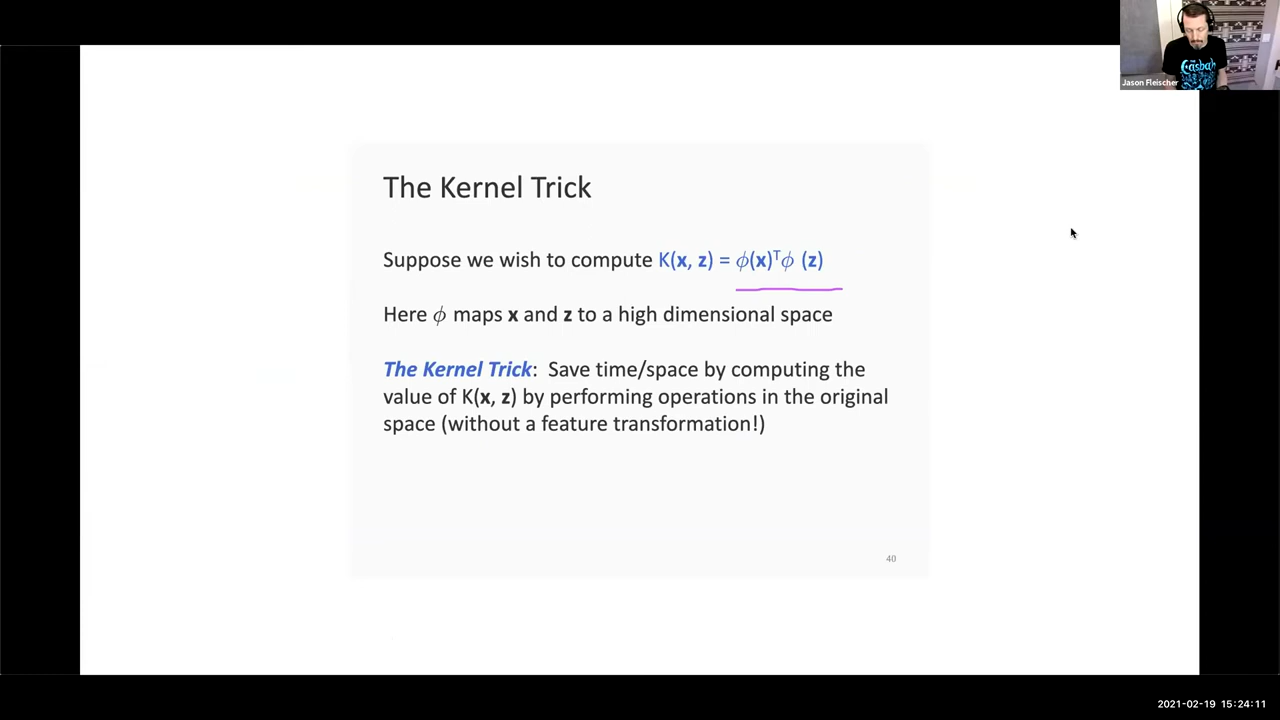 Casbah
Jason Fleischer
The Kernel Trick
Suppose we wish to compute K(x, z) = ϕ(x)ᵀϕ (z)
Here ϕ maps x and z to a high dimensional space
The Kernel Trick:  Save time/space by computing the
value of K(x, z) by performing operations in the original
space (without a feature transformation!)
40
2021-02-19 15:24:11